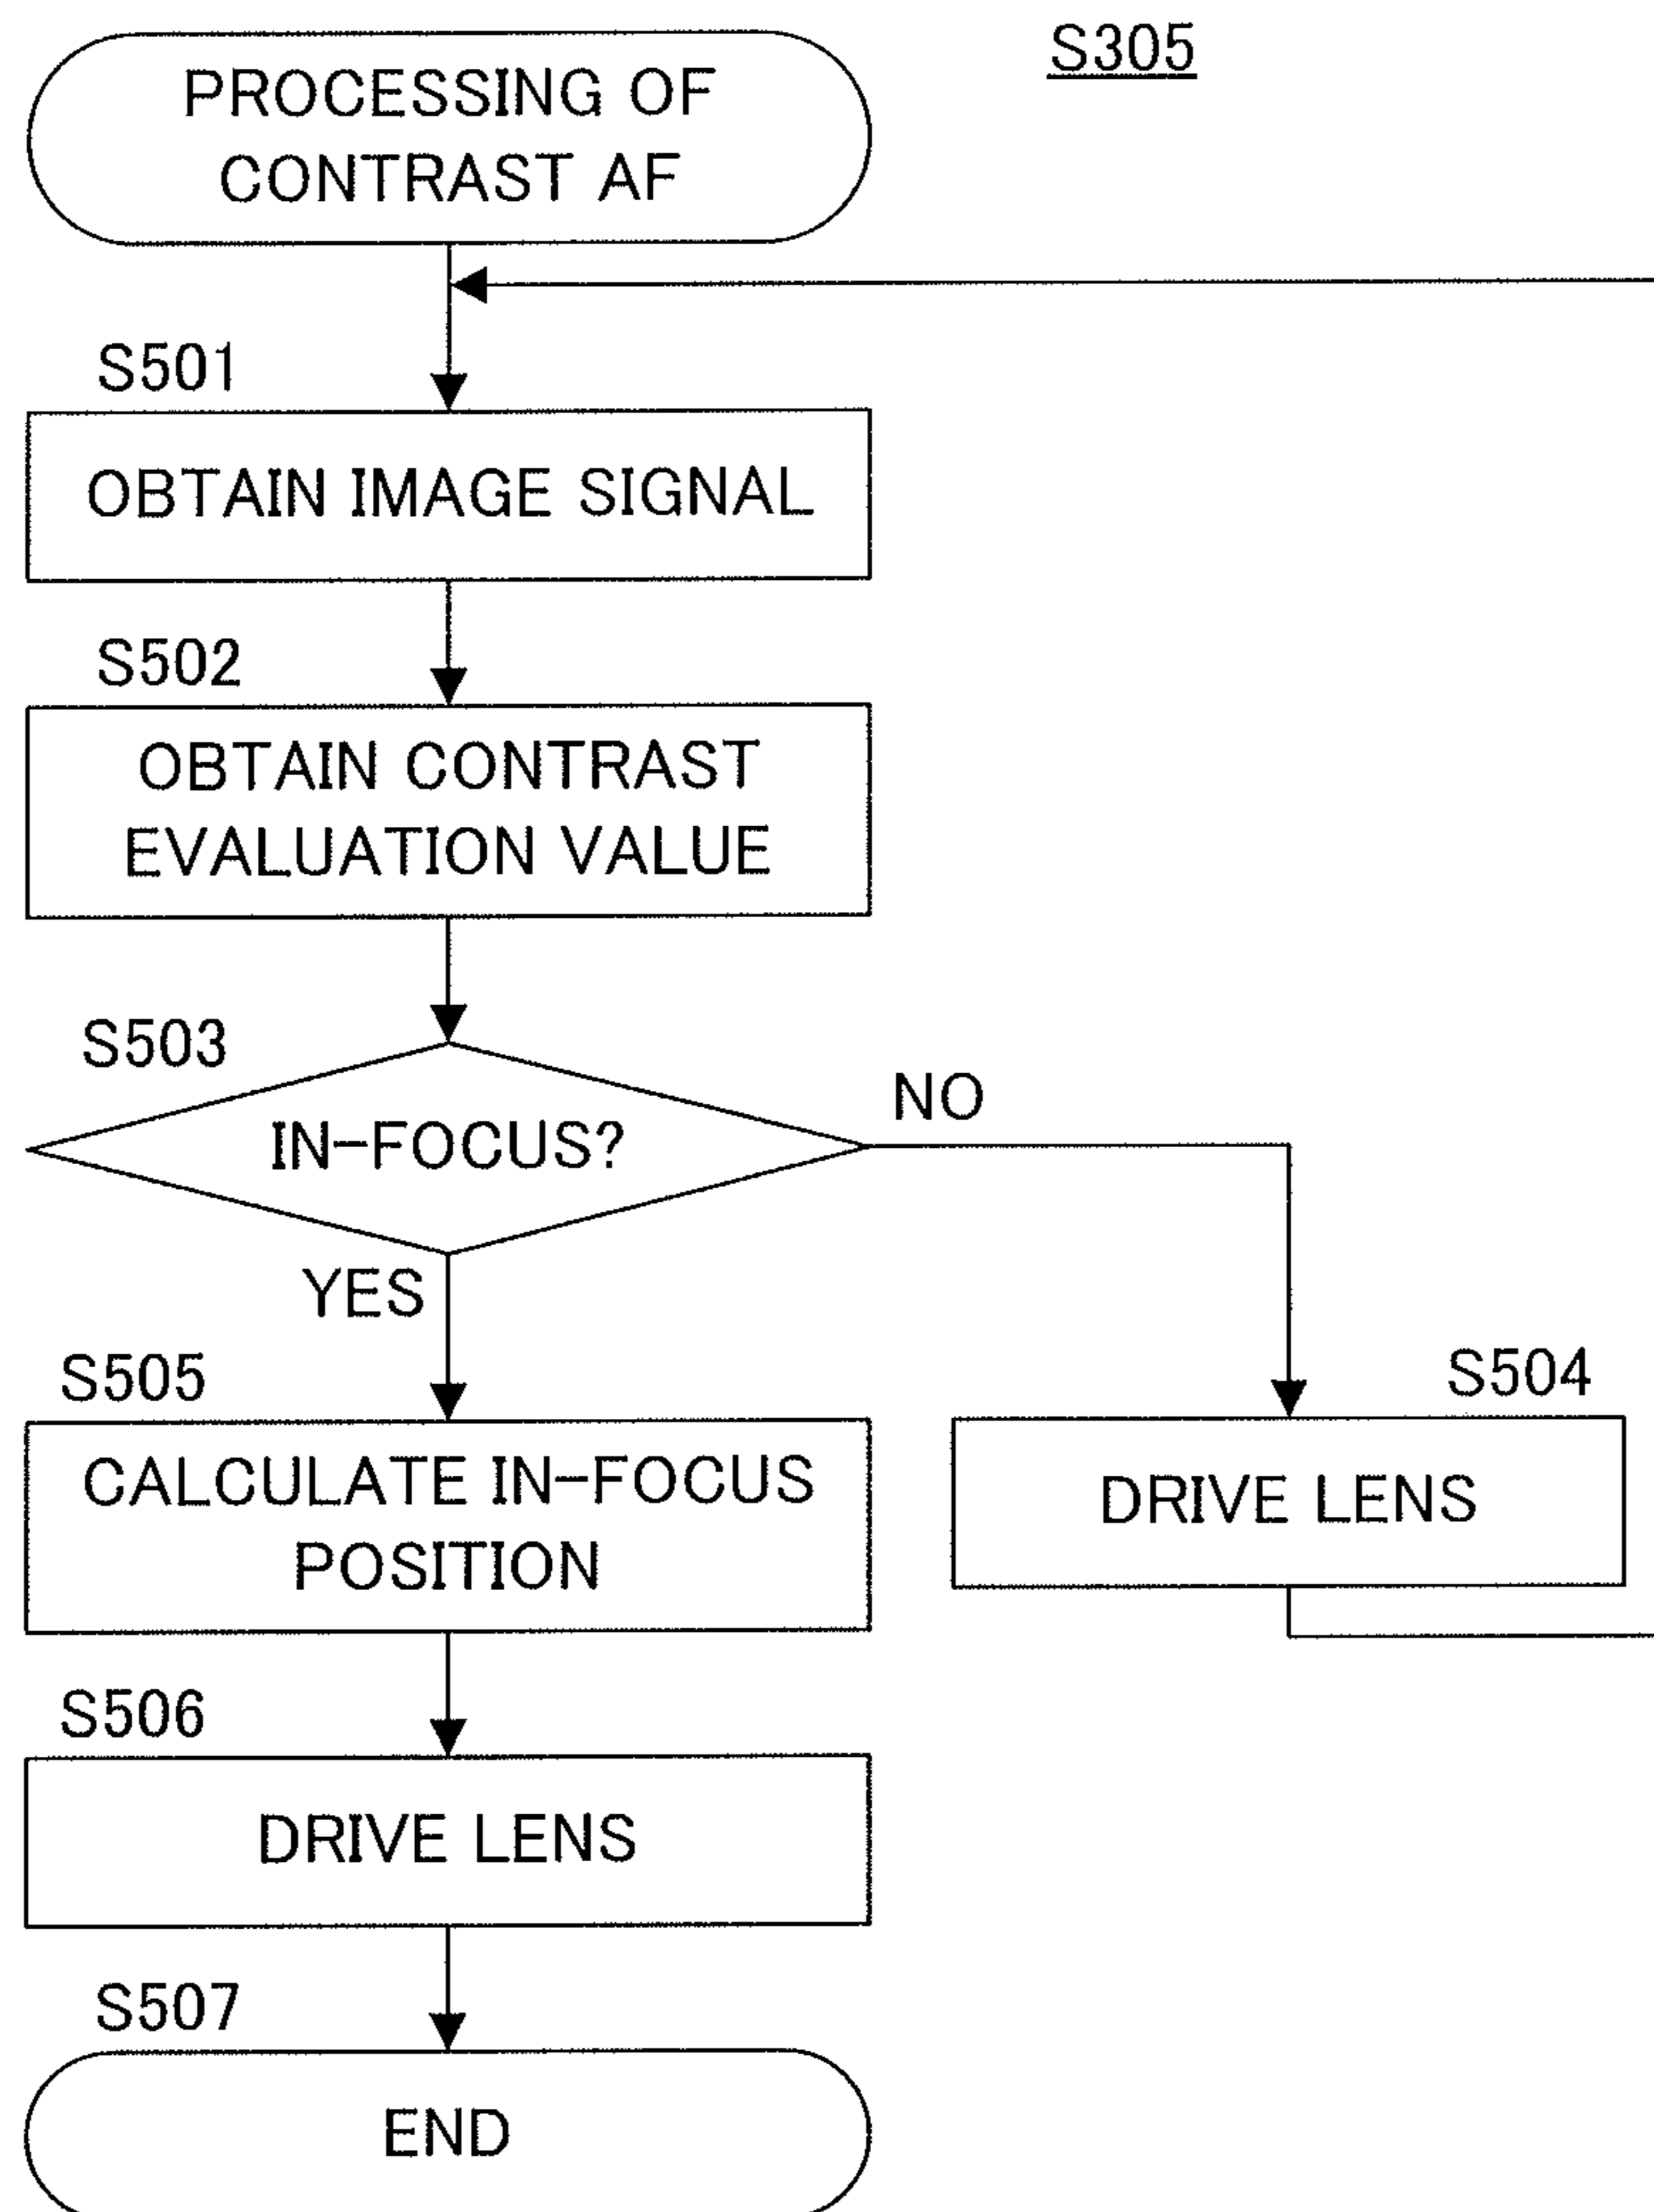 S305
PROCESSING OF
CONTRAST AF
S501
OBTAIN IMAGE SIGNAL
S502
OBTAIN CONTRAST
EVALUATION VALUE
S503
IN-FOCUS?
NO
YES
S505
CALCULATE IN-FOCUS
POSITION
S504
DRIVE LENS
S506
DRIVE LENS
S507
END